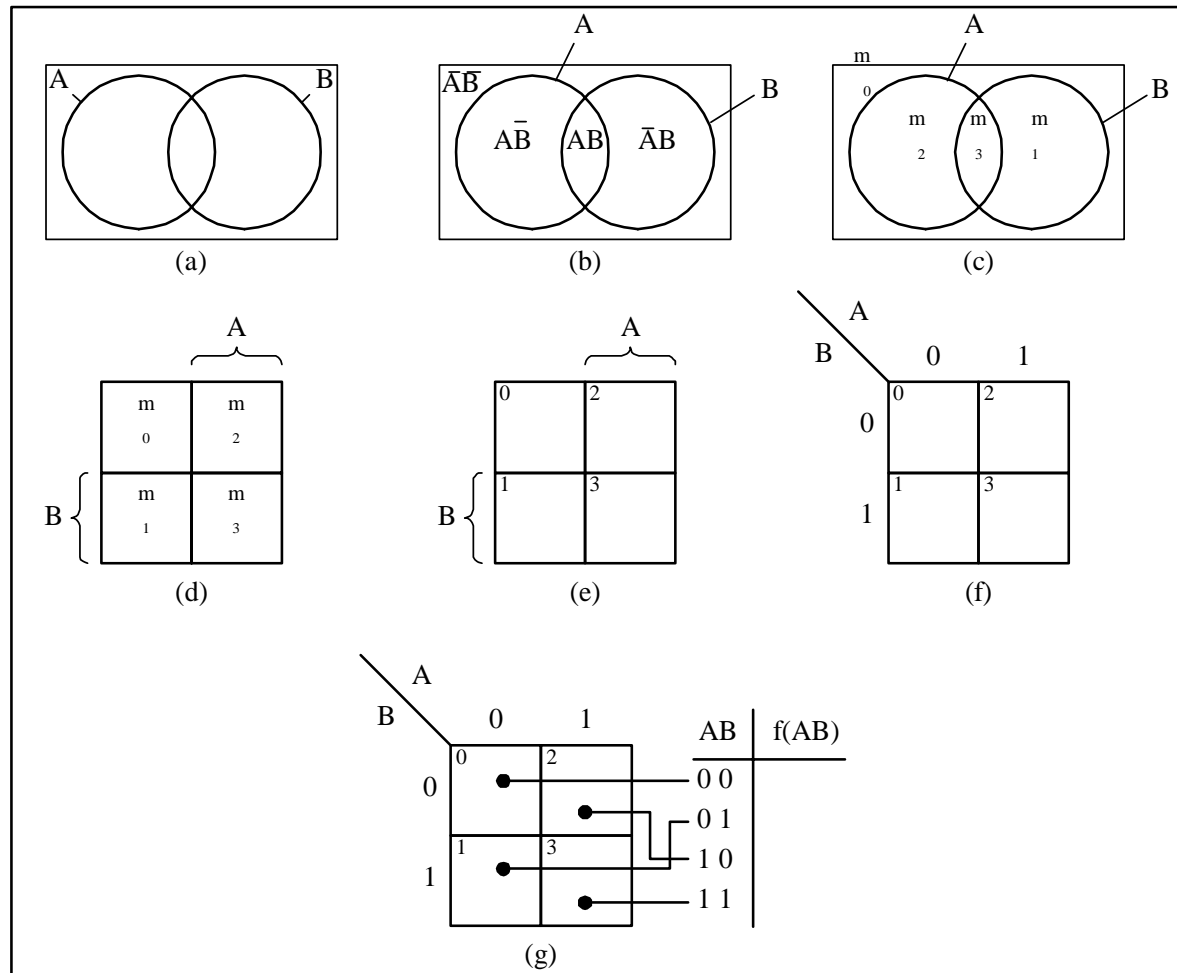 A B
(a)
A
A̅B̅ B
AB̅ AB A̅B
(b)
m A
0 B
m m m
2 3 1
(c)
A
m m
0 2
B m m
1 3
(d)
A
0 2
B 1 3
(e)
A
B 0 1
0 0 2
1 1 3
(f)
A
B 0 1
0 0 2
1 1 3
AB f(AB)
0 0
0 1
1 0
1 1
(g)